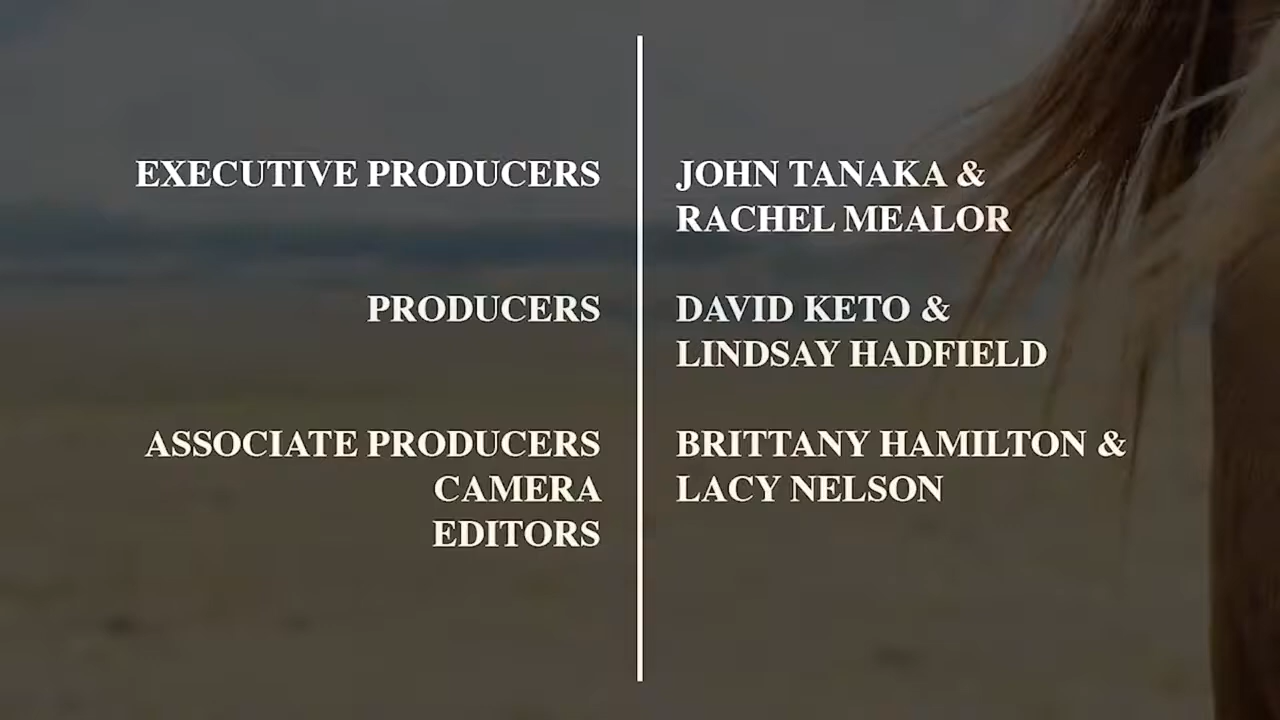 EXECUTIVE PRODUCERS
JOHN TANAKA &
RACHEL MEALOR
PRODUCERS
DAVID KETO &
LINDSAY HADFIELD
ASSOCIATE PRODUCERS
CAMERA
EDITORS
BRITTANY HAMILTON &
LACY NELSON